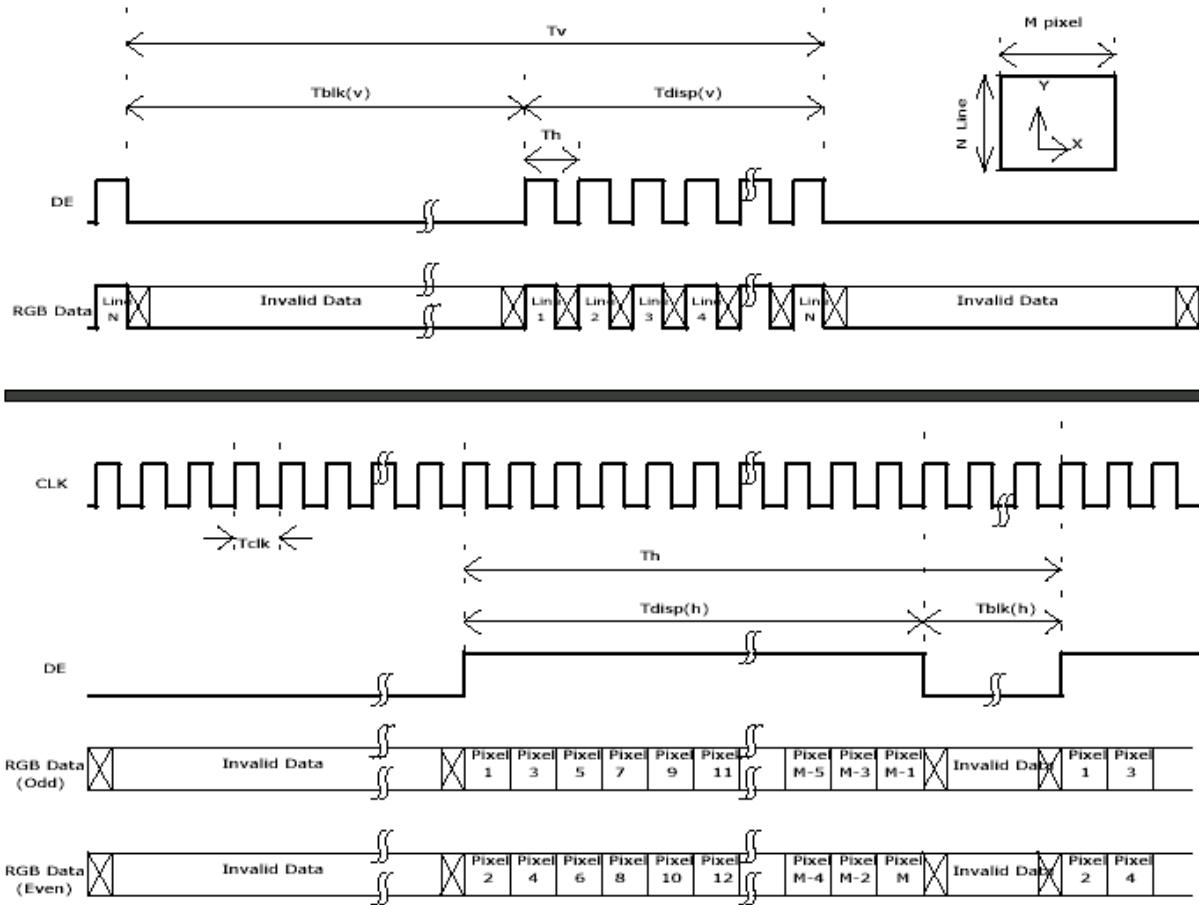 Tv
M pixel
Tblk(v)
Tdisp(v)
Y
N Line
Th
X
DE
RGB Data
Line N
Invalid Data
Line 1
Line 2
Line 3
Line 4
Line N
Invalid Data
CLK
Tclk
Th
Tdisp(h)
Tblk(h)
DE
RGB Data (Odd)
Invalid Data
Pixel 1
Pixel 3
Pixel 5
Pixel 7
Pixel 9
Pixel 11
Pixel M-5
Pixel M-3
Pixel M-1
Invalid Data
Pixel 1
Pixel 3
RGB Data (Even)
Invalid Data
Pixel 2
Pixel 4
Pixel 6
Pixel 8
Pixel 10
Pixel 12
Pixel M-4
Pixel M-2
Pixel M
Invalid Data
Pixel 2
Pixel 4